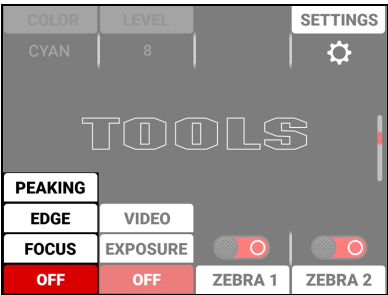 COLOR LEVEL SETTINGS
CYAN 8
TOOLS
PEAKING
EDGE VIDEO
FOCUS EXPOSURE
OFF OFF ZEBRA 1 ZEBRA 2